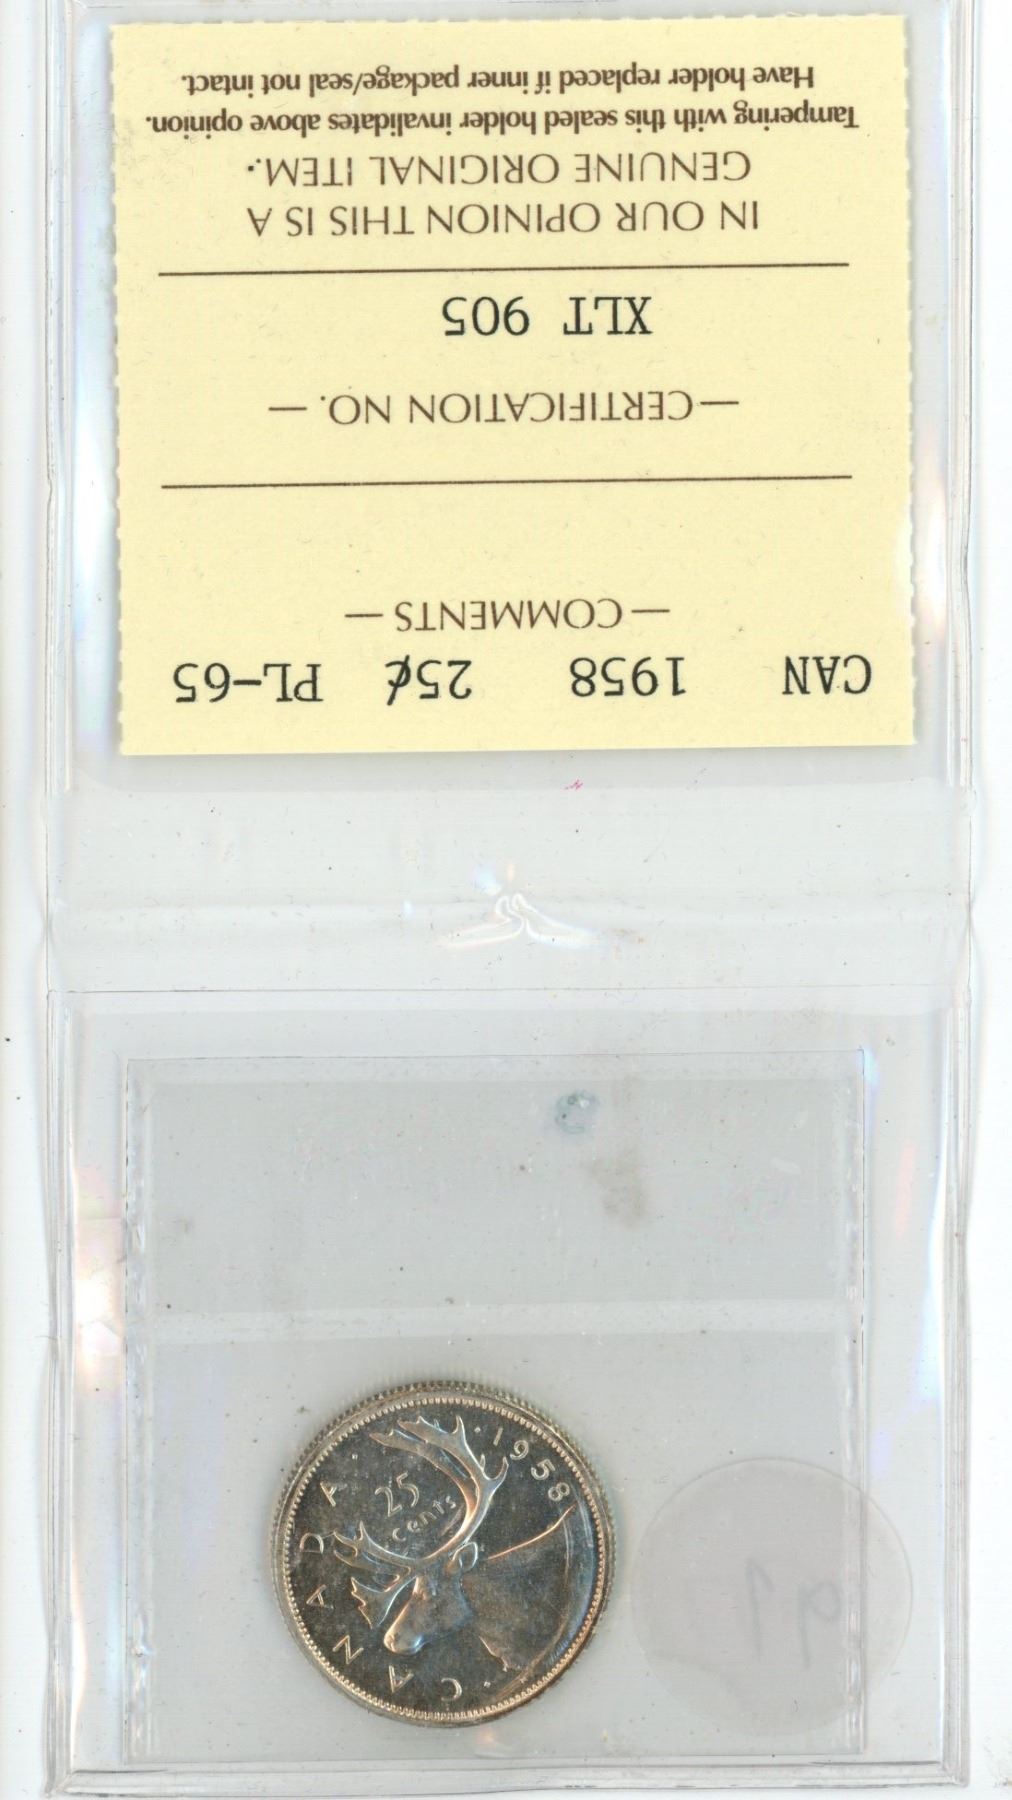 CAN 1958 25¢ PL-65
— COMMENTS —
— CERTIFICATION NO. —
XLT 905
IN OUR OPINION THIS IS A
GENUINE ORIGINAL ITEM.
Tampering with this sealed holder invalidates above opinion.
Have holder replaced if inner package/seal not intact.
· CANADA ·
25
cents
1958